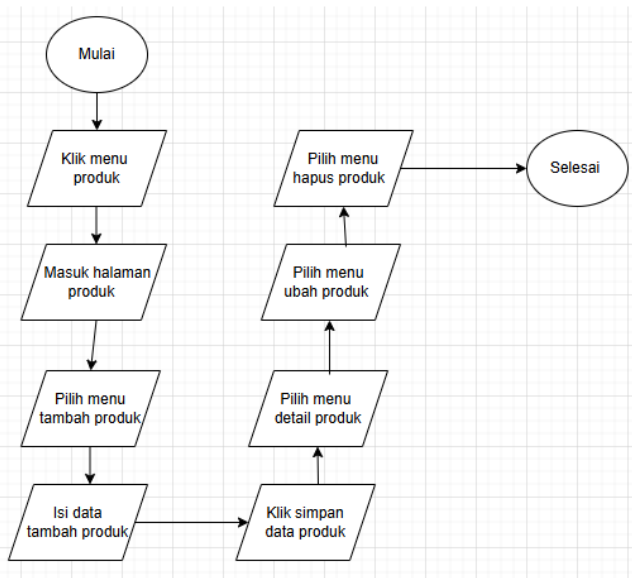 Mulai
Klik menu
produk
Masuk halaman
produk
Pilih menu
tambah produk
Isi data
tambah produk
Klik simpan
data produk
Pilih menu
detail produk
Pilih menu
ubah produk
Pilih menu
hapus produk
Selesai